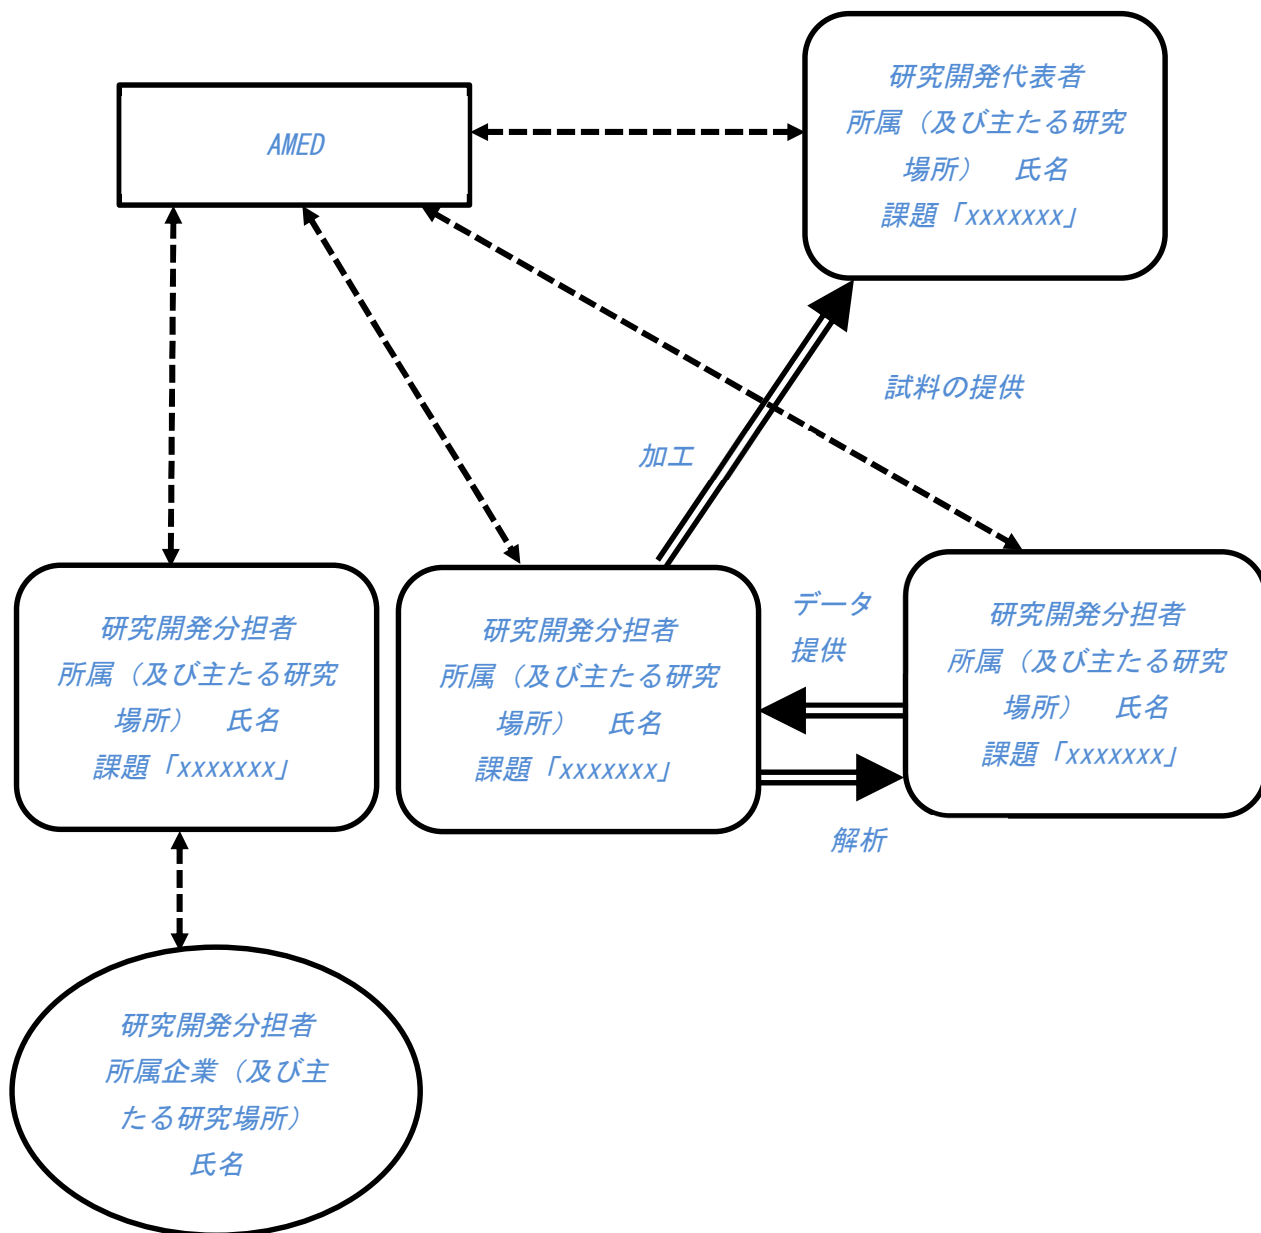 AMED
研究開発代表者
所属（及び主たる研究
場所）　氏名
課題「xxxxxxx」
試料の提供
加工
研究開発分担者
所属（及び主たる研究
場所）　氏名
課題「xxxxxxx」
研究開発分担者
所属（及び主たる研究
場所）　氏名
課題「xxxxxxx」
データ
提供
研究開発分担者
所属（及び主たる研究
場所）　氏名
課題「xxxxxxx」
解析
研究開発分担者
所属企業（及び主
たる研究場所）
氏名